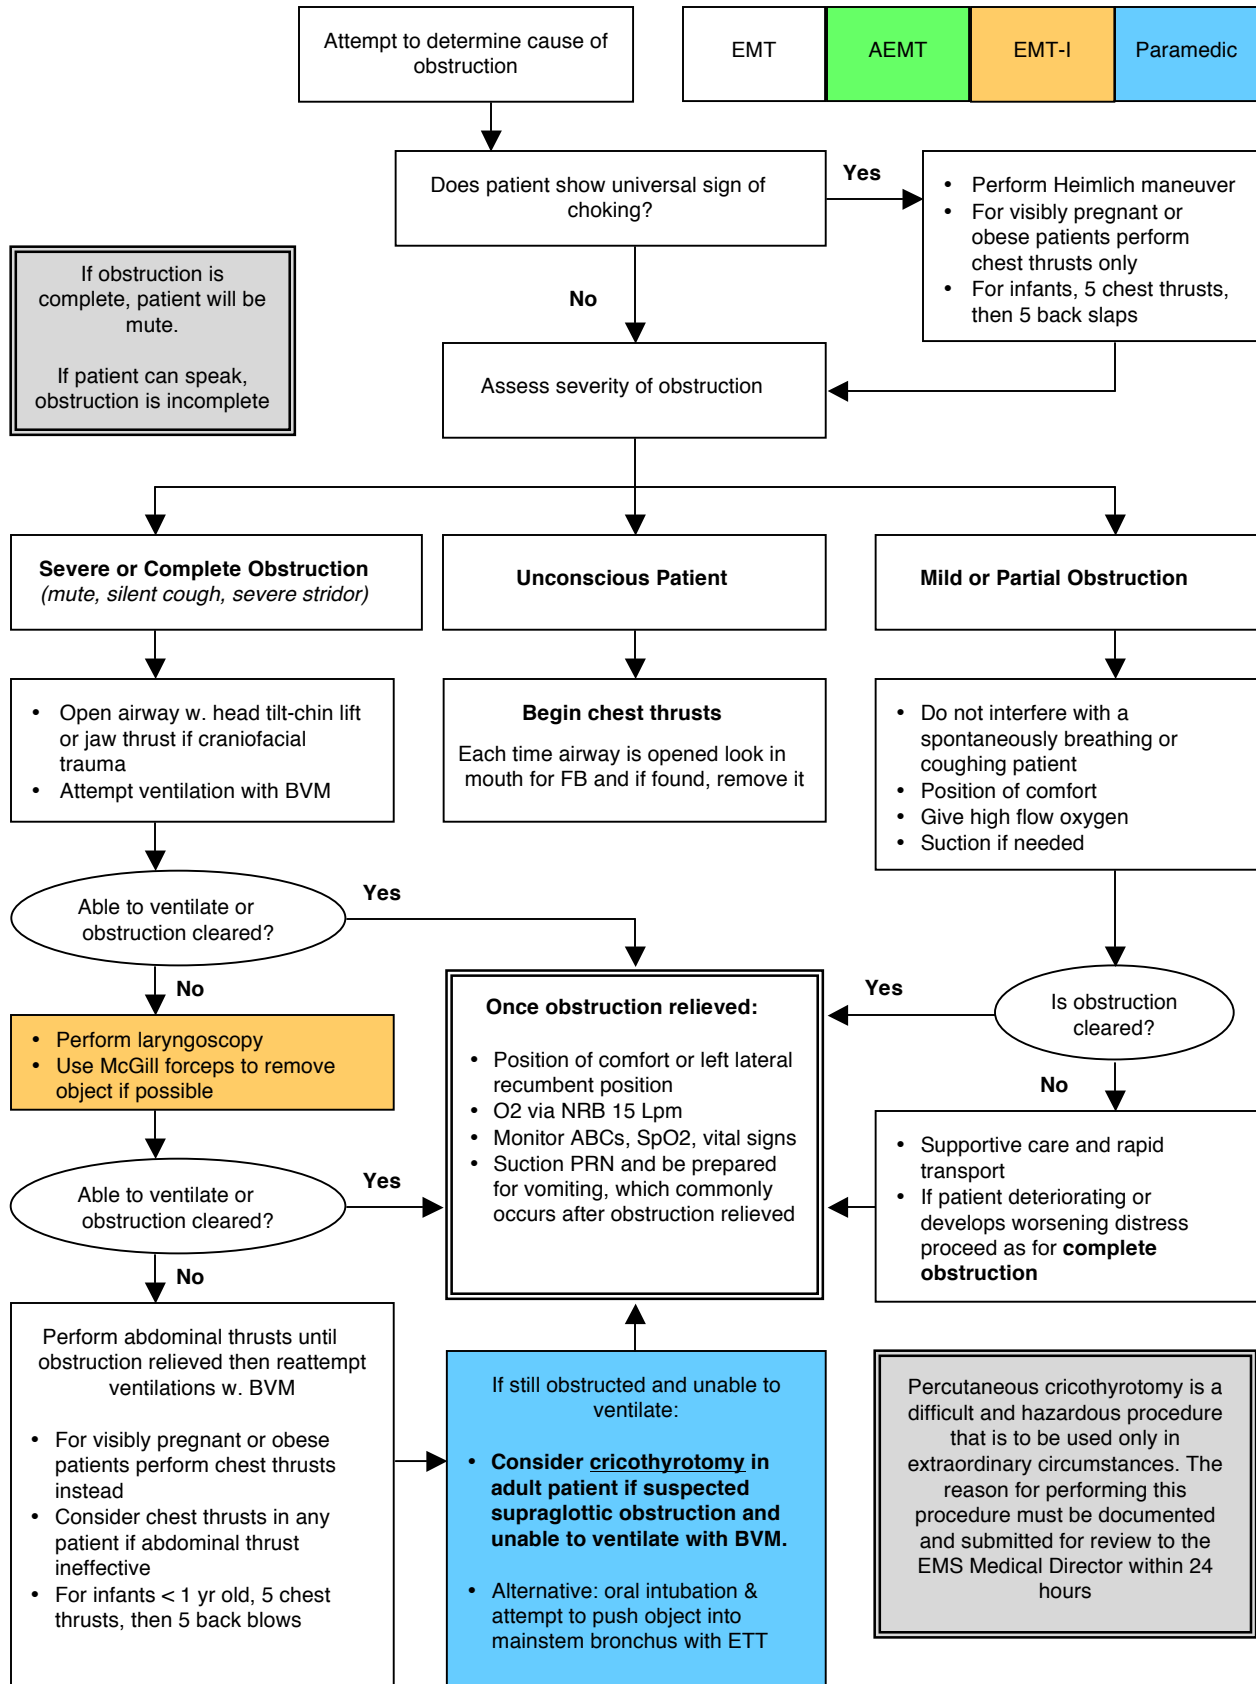 Attempt to determine cause of
obstruction
EMT
AEMT
EMT-I
Paramedic
Does patient show universal sign of
choking?
Yes
• Perform Heimlich maneuver
• For visibly pregnant or
obese patients perform
chest thrusts only
• For infants, 5 chest thrusts,
then 5 back slaps
If obstruction is
complete, patient will be
mute.
If patient can speak,
obstruction is incomplete
No
Assess severity of obstruction
Severe or Complete Obstruction
(mute, silent cough, severe stridor)
Unconscious Patient
Mild or Partial Obstruction
• Open airway w. head tilt-chin lift
or jaw thrust if craniofacial
trauma
• Attempt ventilation with BVM
Begin chest thrusts
Each time airway is opened look in
mouth for FB and if found, remove it
• Do not interfere with a
spontaneously breathing or
coughing patient
• Position of comfort
• Give high flow oxygen
• Suction if needed
Able to ventilate or
obstruction cleared?
Yes
No
• Perform laryngoscopy
• Use McGill forceps to remove
object if possible
Able to ventilate or
obstruction cleared?
Yes
No
Once obstruction relieved:
• Position of comfort or left lateral
recumbent position
• O2 via NRB 15 Lpm
• Monitor ABCs, SpO2, vital signs
• Suction PRN and be prepared
for vomiting, which commonly
occurs after obstruction relieved
Yes
Is obstruction
cleared?
No
• Supportive care and rapid
transport
• If patient deteriorating or
develops worsening distress
proceed as for complete
obstruction
Perform abdominal thrusts until
obstruction relieved then reattempt
ventilations w. BVM
• For visibly pregnant or obese
patients perform chest thrusts
instead
• Consider chest thrusts in any
patient if abdominal thrust
ineffective
• For infants < 1 yr old, 5 chest
thrusts, then 5 back blows
If still obstructed and unable to
ventilate:
• Consider cricothyrotomy in
adult patient if suspected
supraglottic obstruction and
unable to ventilate with BVM.
• Alternative: oral intubation &
attempt to push object into
mainstem bronchus with ETT
Percutaneous cricothyrotomy is a
difficult and hazardous procedure
that is to be used only in
extraordinary circumstances. The
reason for performing this
procedure must be documented
and submitted for review to the
EMS Medical Director within 24
hours